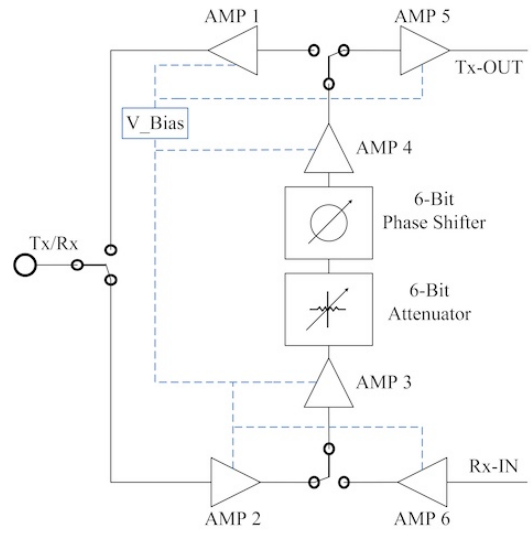 AMP 1
AMP 5
Tx-OUT
V_Bias
AMP 4
6-Bit
Phase Shifter
Tx/Rx
6-Bit
Attenuator
AMP 3
Rx-IN
AMP 2
AMP 6